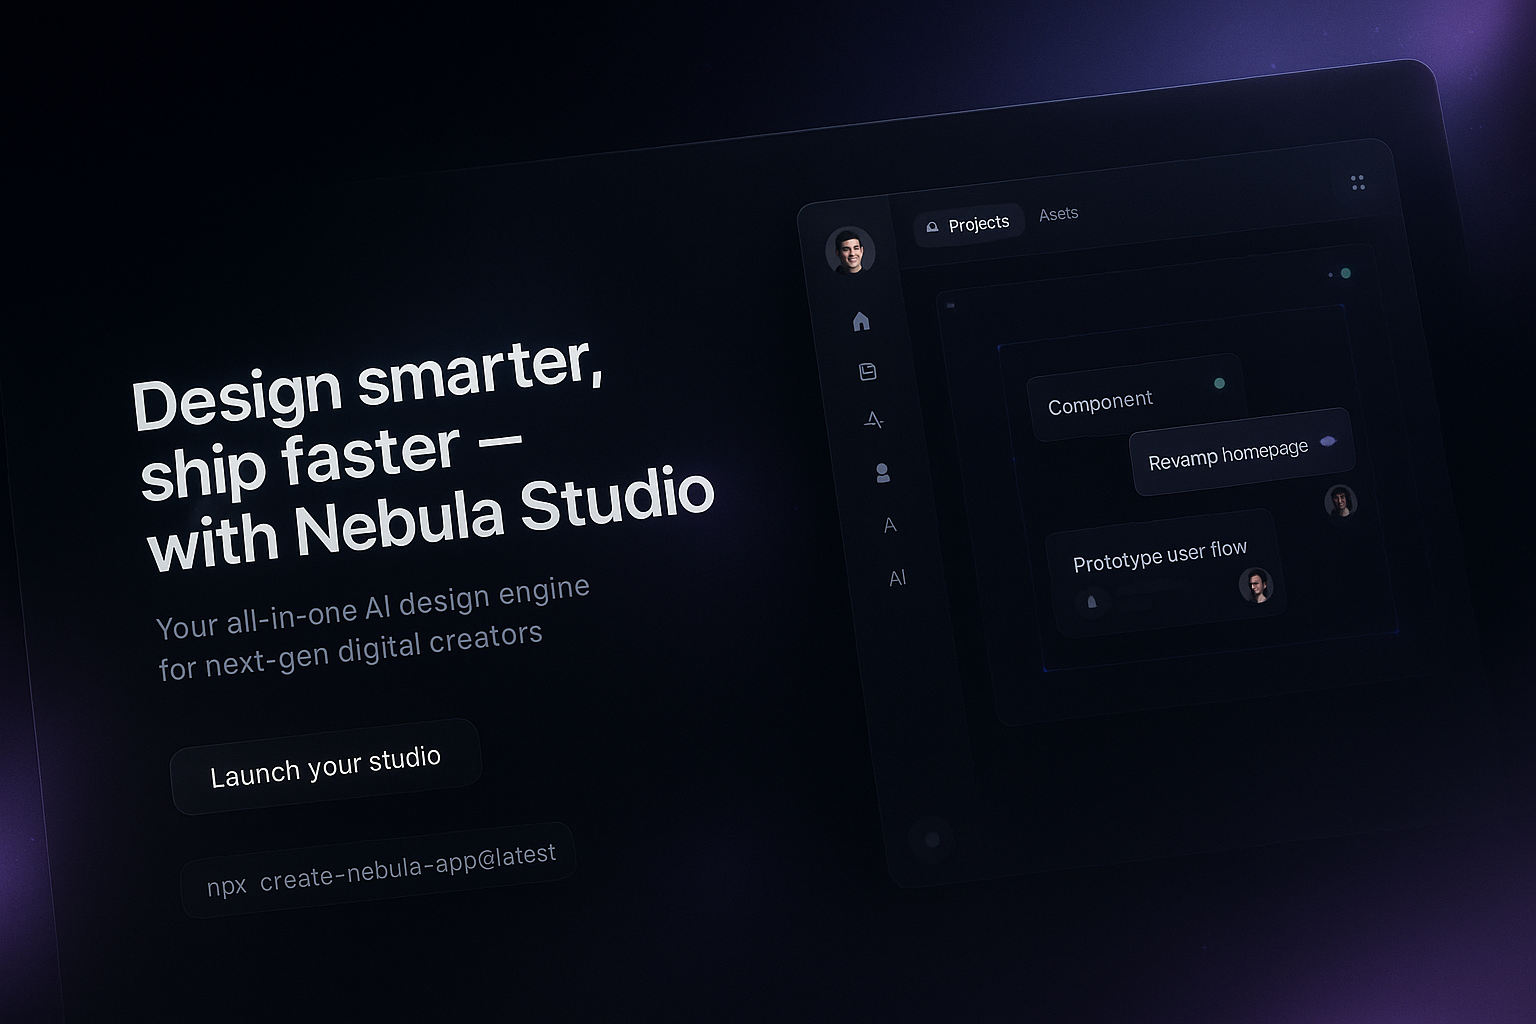 Design smarter,
ship faster —
with Nebula Studio
Your all-in-one AI design engine
for next-gen digital creators
Launch your studio
npx create-nebula-app@latest
Projects
Asets
A
AI
Component
Revamp homepage
Prototype user flow